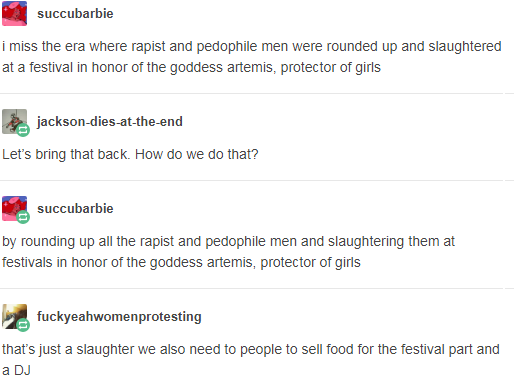 succubarbie
i miss the era where rapist and pedophile men were rounded up and slaughtered
at a festival in honor of the goddess artemis, protector of girls
jackson-dies-at-the-end
Let's bring that back. How do we do that?
succubarbie
by rounding up all the rapist and pedophile men and slaughtering them at
festivals in honor of the goddess artemis, protector of girls
fuckyeahwomenprotesting
that's just a slaughter we also need to people to sell food for the festival part and
a DJ